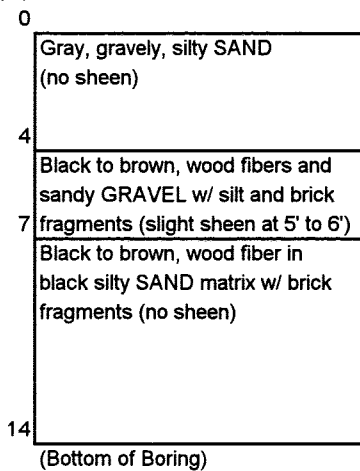 0
Gray, gravely, silty SAND
(no sheen)
4
Black to brown, wood fibers and
sandy GRAVEL w/ silt and brick
7 fragments (slight sheen at 5' to 6')
Black to brown, wood fiber in
black silty SAND matrix w/ brick
fragments (no sheen)
14
(Bottom of Boring)